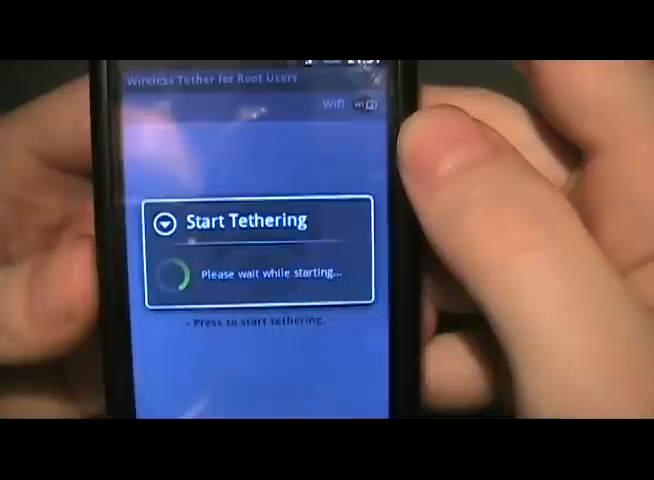 Wireless Tether for Root Users
Wifi
Start Tethering
Please wait while starting...
- Press to start tethering.